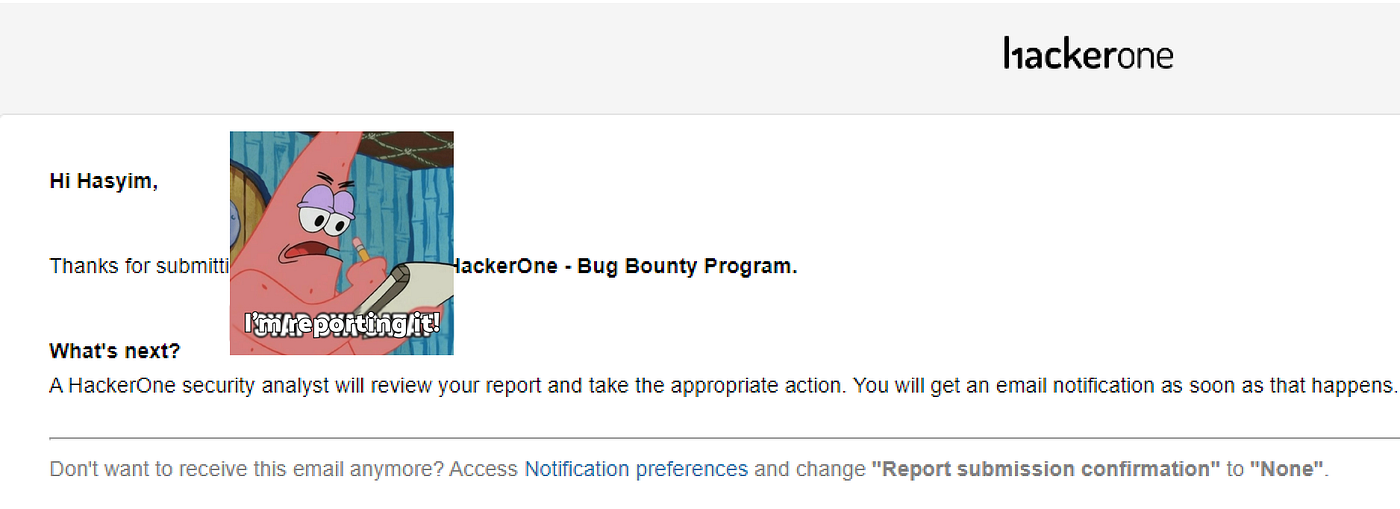 hackerone
Hi Hasyim,
Thanks for HackerOne - Bug Bounty Program.
I'm reporting it!
What's next?
A HackerOne security analyst will review your report and take the appropriate action. You will get an email notification as soon as that happens.
Don't want to receive this email anymore? Access Notification preferences and change "Report submission confirmation" to "None".